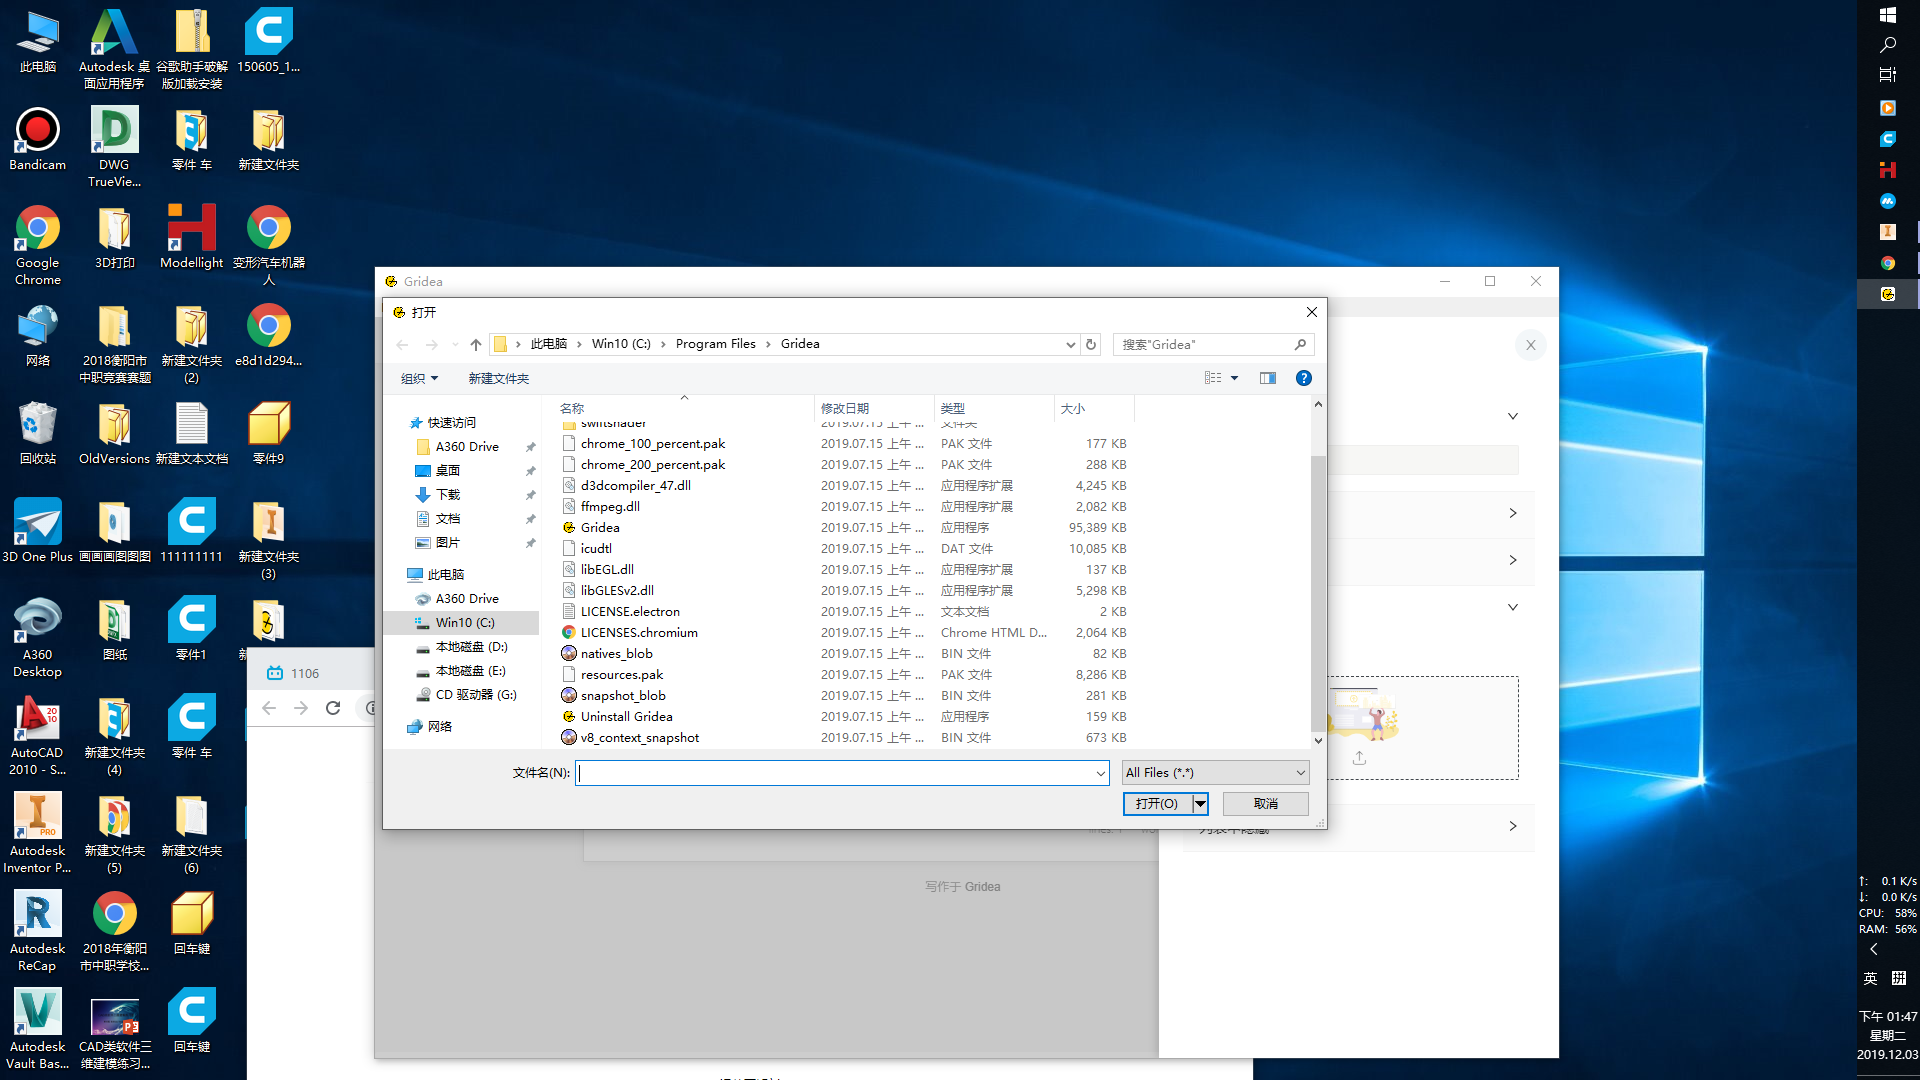 此电脑
Autodesk 桌
面应用程序
谷歌助手破解
版加载安装
150605_1...
Bandicam
DWG
TrueVie...
零件 车
新建文件夹
Google
Chrome
3D打印
Modellight
变形汽车机器
人
网络
2018衡阳市
中职竞赛赛题
新建文件夹
(2)
e8d1d294...
回收站
OldVersions
新建文本文档
零件9
3D One Plus
画画画图图图
111111111
新建文件夹
(3)
A360
Desktop
图纸
零件1
AutoCAD
2010 - S...
新建文件夹
(4)
零件 车
Autodesk
Inventor P...
新建文件夹
(5)
新建文件夹
(6)
Autodesk
ReCap
2018年衡阳
市中职学校...
回车键
Autodesk
Vault Bas...
CAD类软件三
维建模练习...
回车键
1106
Gridea
打开
此电脑
Win10 (C:)
Program Files
Gridea
搜索"Gridea"
组织
新建文件夹
名称
修改日期
类型
大小
快速访问
A360 Drive
桌面
下载
文档
图片
此电脑
A360 Drive
Win10 (C:)
本地磁盘 (D:)
本地磁盘 (E:)
CD 驱动器 (G:)
网络
swiftshader 2019.07.15 上午 ... 文件夹
chrome_100_percent.pak 2019.07.15 上午 ... PAK 文件 177 KB
chrome_200_percent.pak 2019.07.15 上午 ... PAK 文件 288 KB
d3dcompiler_47.dll 2019.07.15 上午 ... 应用程序扩展 4,245 KB
ffmpeg.dll 2019.07.15 上午 ... 应用程序扩展 2,082 KB
Gridea 2019.07.15 上午 ... 应用程序 95,389 KB
icudtl 2019.07.15 上午 ... DAT 文件 10,085 KB
libEGL.dll 2019.07.15 上午 ... 应用程序扩展 137 KB
libGLESv2.dll 2019.07.15 上午 ... 应用程序扩展 5,298 KB
LICENSE.electron 2019.07.15 上午 ... 文本文档 2 KB
LICENSES.chromium 2019.07.15 上午 ... Chrome HTML D... 2,064 KB
natives_blob 2019.07.15 上午 ... BIN 文件 82 KB
resources.pak 2019.07.15 上午 ... PAK 文件 8,286 KB
snapshot_blob 2019.07.15 上午 ... BIN 文件 281 KB
Uninstall Gridea 2019.07.15 上午 ... 应用程序 159 KB
v8_context_snapshot 2019.07.15 上午 ... BIN 文件 673 KB
文件名(N):
All Files (*.*)
打开(O)
取消
写作于 Gridea
↑: 0.1 K/s
↓: 0.0 K/s
CPU: 58%
RAM: 56%
英
拼
下午 01:47
星期二
2019.12.03